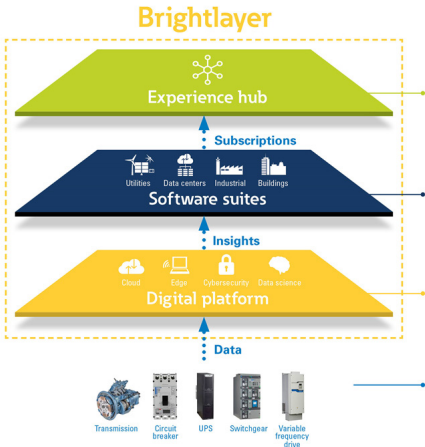 Brightlayer
Experience hub
Subscriptions
Utilities Data centers Industrial Buildings
Software suites
Insights
Cloud Edge Cybersecurity Data science
Digital platform
Data
Transmission Circuit UPS Switchgear Variable
breaker frequency
drive